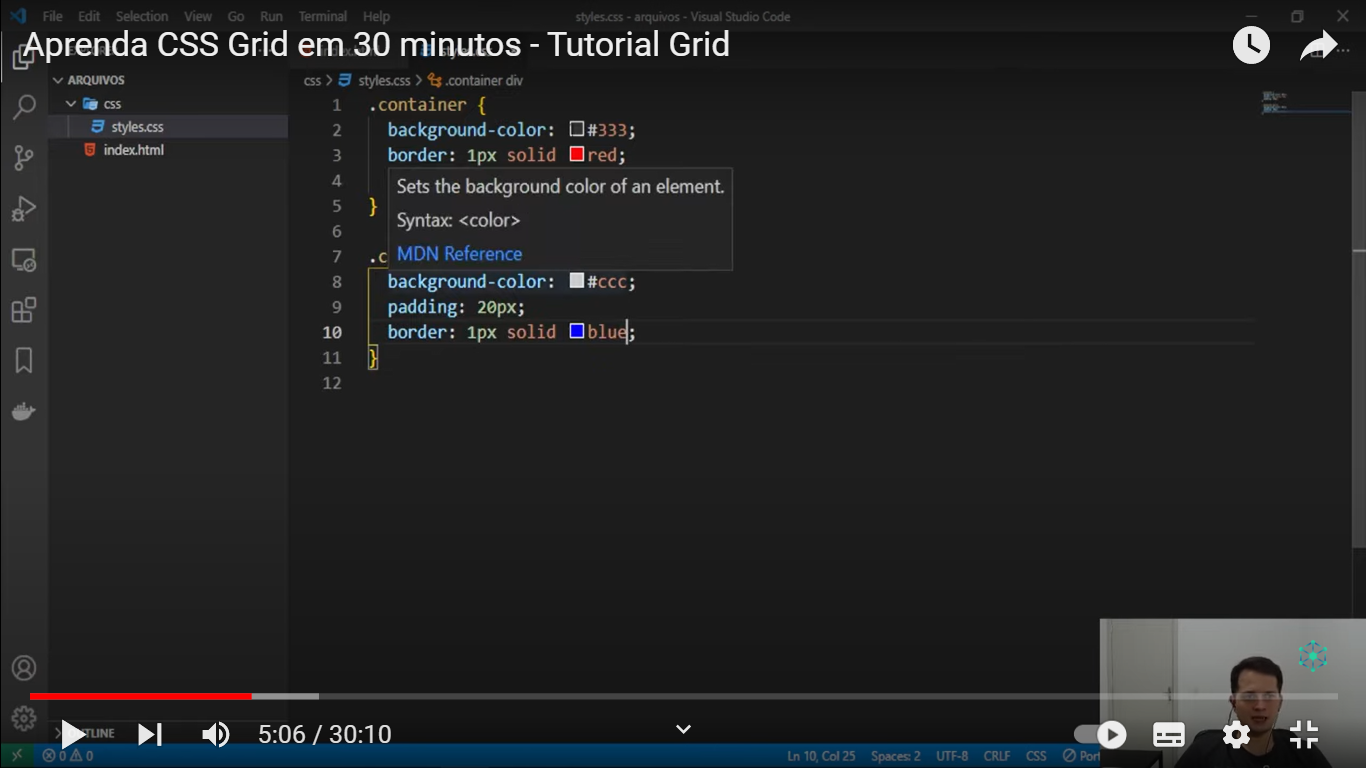 File Edit Selection View Go Run Terminal Help
styles.css - arquivos - Visual Studio Code
Aprenda CSS Grid em 30 minutos - Tutorial Grid
ARQUIVOS
css
styles.css
index.html
css > styles.css > .container div
1 .container {
2 background-color: #333;
3 border: 1px solid red;
4
5 }
6
7 .c
Sets the background color of an element.
Syntax: <color>
MDN Reference
8 background-color: #ccc;
9 padding: 20px;
10 border: 1px solid blue;
11 }
12
5:06 / 30:10
0 0
Ln 10, Col 25 Spaces: 2 UTF-8 CRLF CSS